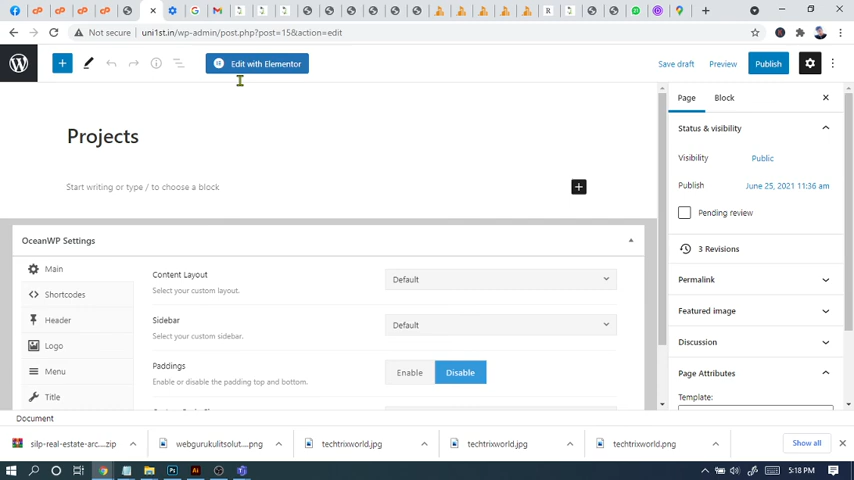 Not secure | uni1st.in/wp-admin/post.php?post=15&action=edit
Edit with Elementor
Save draft
Preview
Publish
Page
Block
Projects
Status & visibility
Visibility
Public
Start writing or type / to choose a block
Publish
June 25, 2021 11:36 am
Pending review
OceanWP Settings
3 Revisions
Main
Content Layout
Select your custom layout.
Default
Permalink
Shortcodes
Header
Sidebar
Select your custom sidebar.
Default
Featured image
Logo
Discussion
Menu
Paddings
Enable or disable the padding top and bottom.
Enable
Disable
Page Attributes
Title
Template:
Document
silp-real-estate-arc....zip
webgurukulitsolut....png
techtrixworld.jpg
techtrixworld.jpg
techtrixworld.png
Show all
5:18 PM